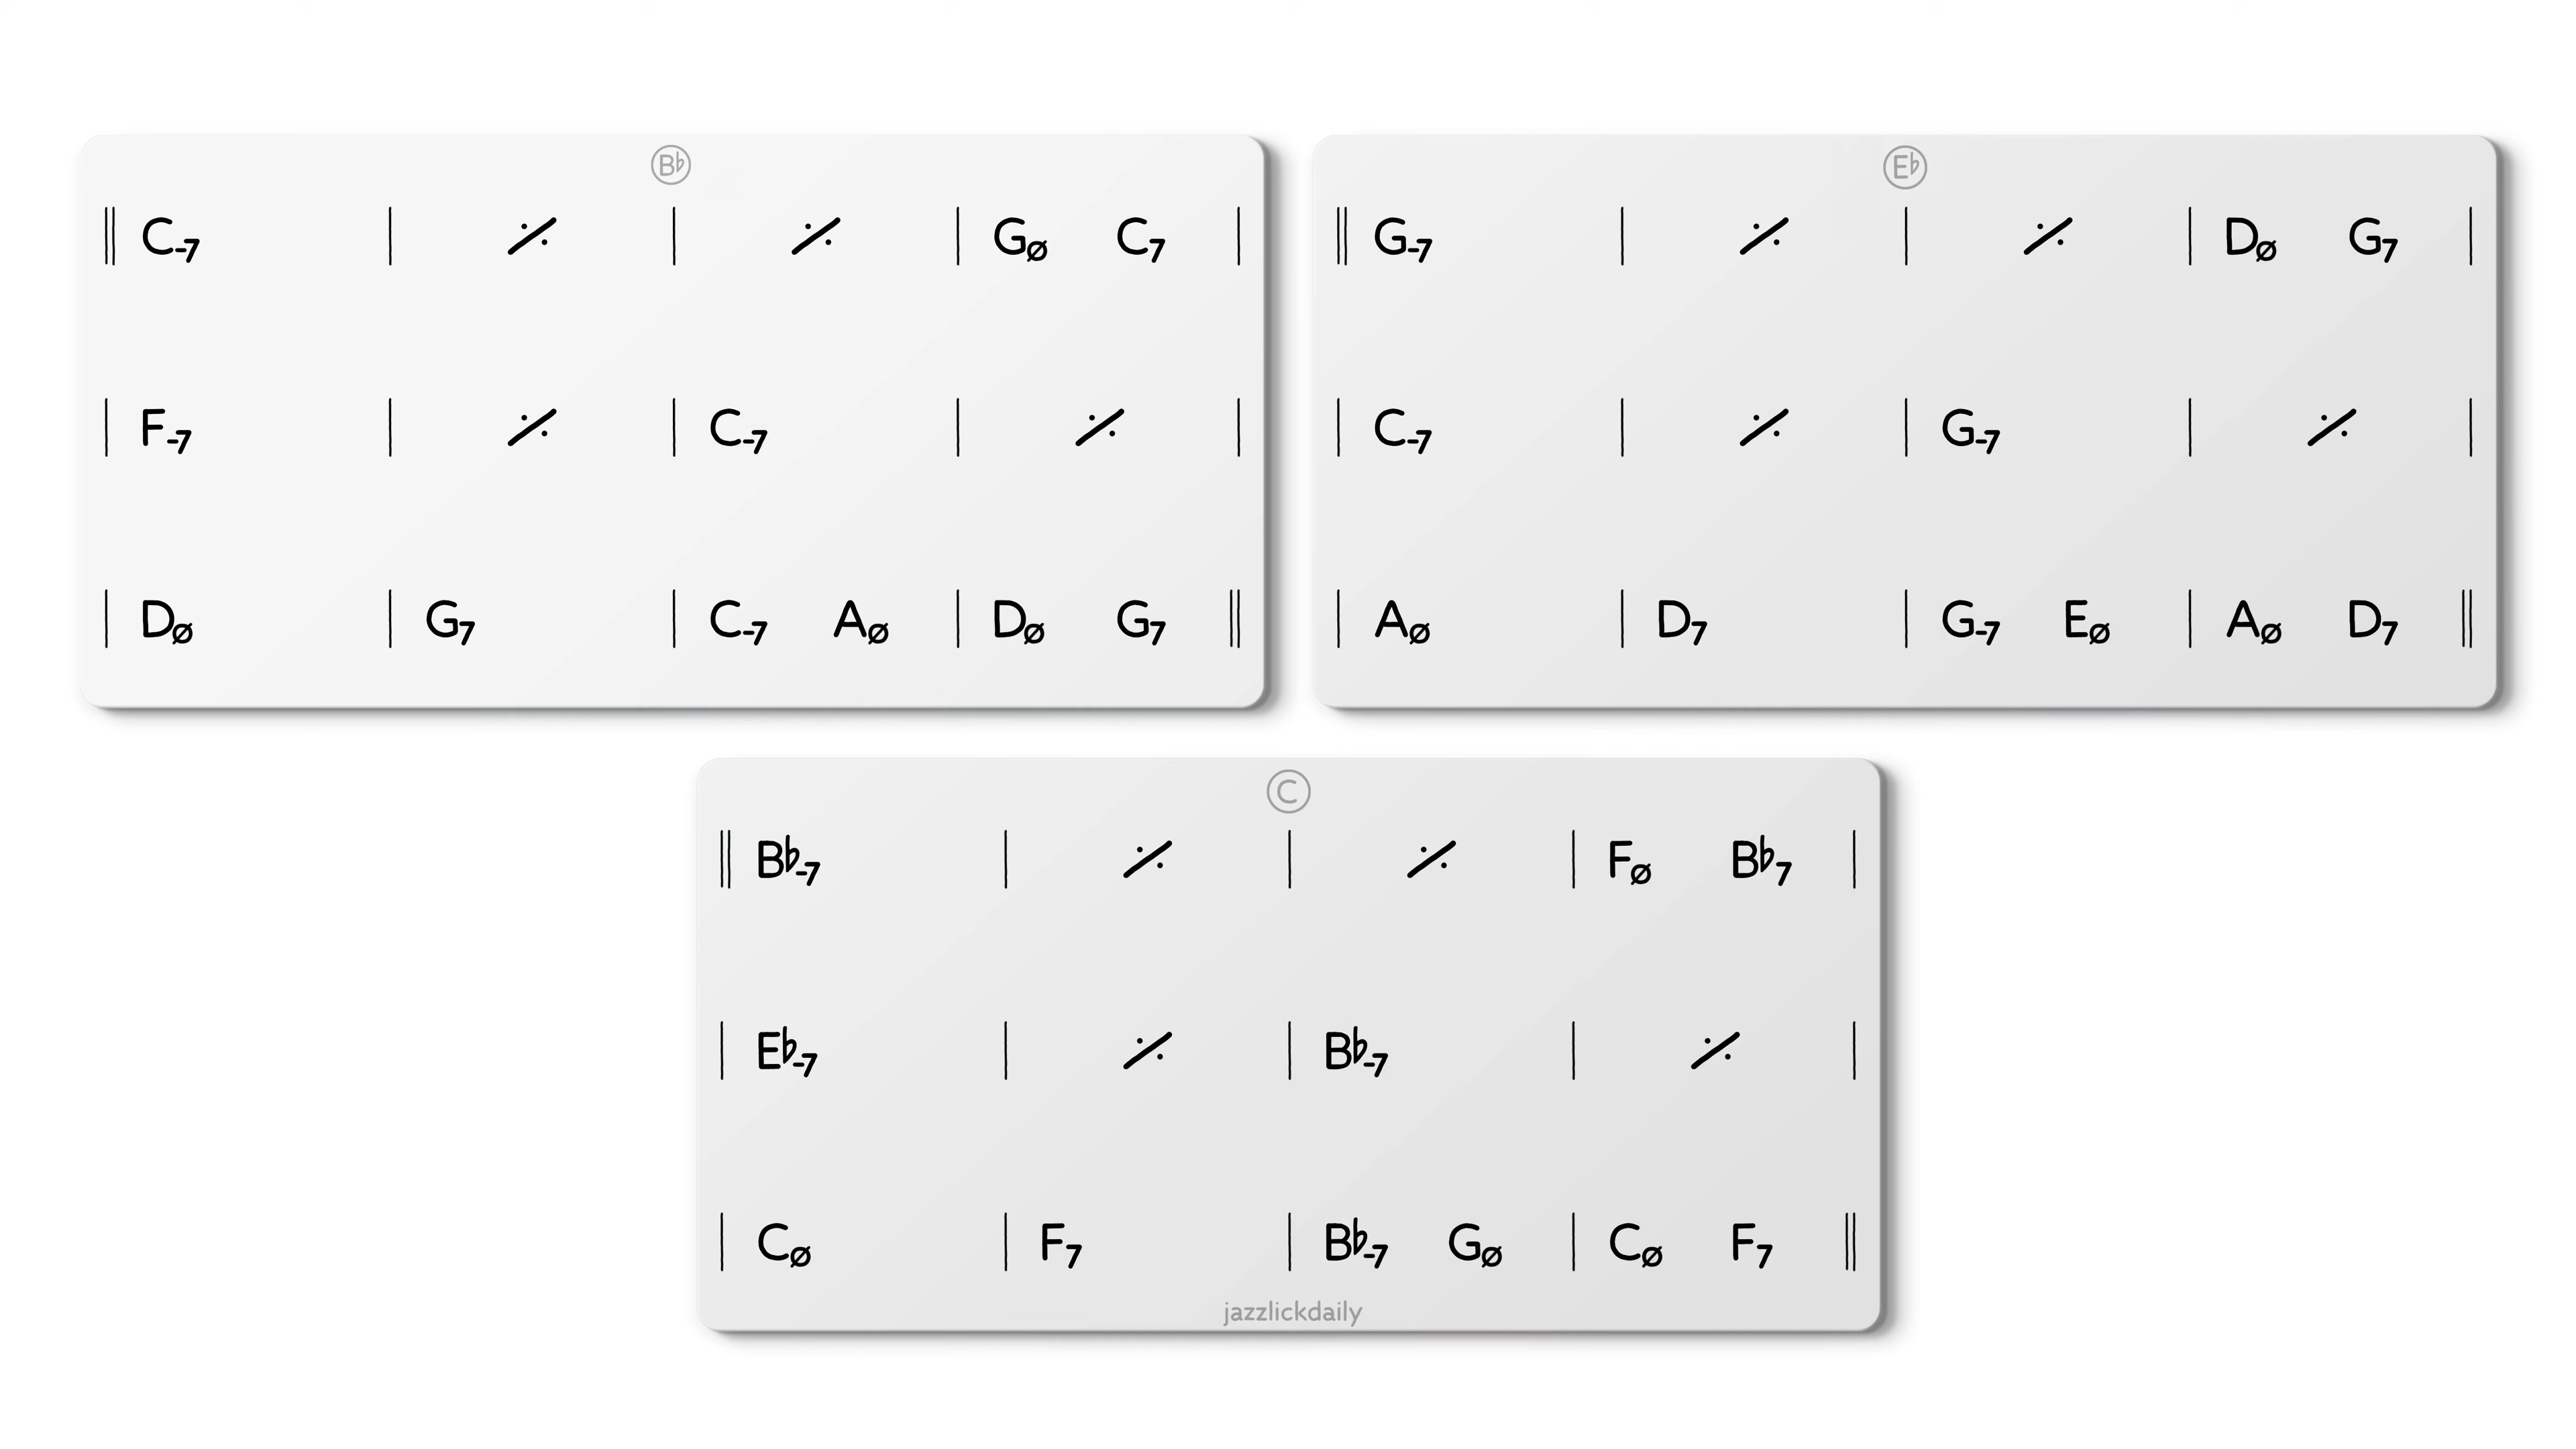 B♭
‖ C-7 | ٪ | ٪ | Gø C7 |
| F-7 | ٪ | C-7 | ٪ |
| Dø | G7 | C-7 Aø | Dø G7 ‖
E♭
‖ G-7 | ٪ | ٪ | Dø G7 |
| C-7 | ٪ | G-7 | ٪ |
| Aø | D7 | G-7 Eø | Aø D7 ‖
C
‖ B♭-7 | ٪ | ٪ | Fø B♭7 |
| E♭-7 | ٪ | B♭-7 | ٪ |
| Cø | F7 | B♭-7 Gø | Cø F7 ‖
jazzlickdaily